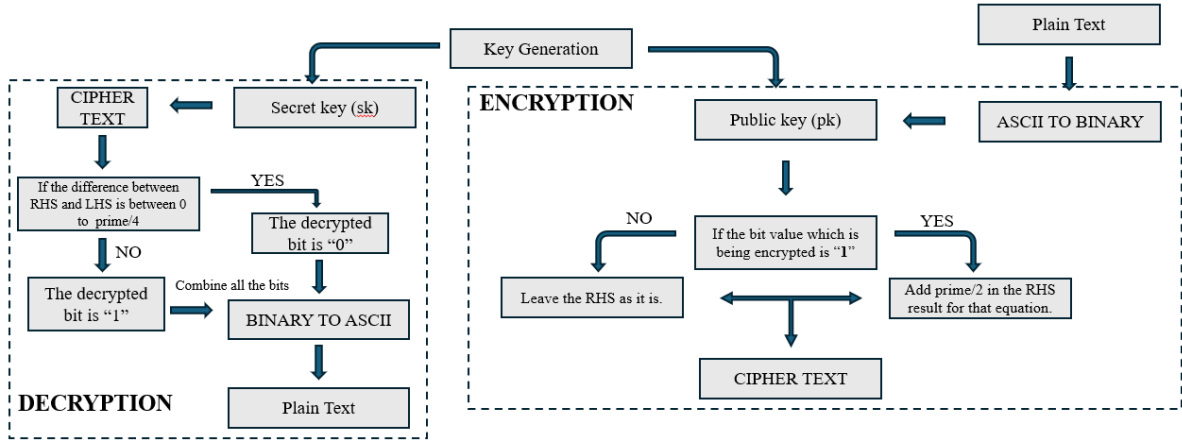 Key Generation
Plain Text
CIPHER
TEXT
Secret key (sk)
ENCRYPTION
Public key (pk)
ASCII TO BINARY
If the difference between
RHS and LHS is between 0
to prime/4
YES
The decrypted
bit is “0”
NO
The decrypted
bit is “1”
Combine all the bits
BINARY TO ASCII
Plain Text
DECRYPTION
NO
If the bit value which is
being encrypted is “1”
YES
Leave the RHS as it is.
Add prime/2 in the RHS
result for that equation.
CIPHER TEXT